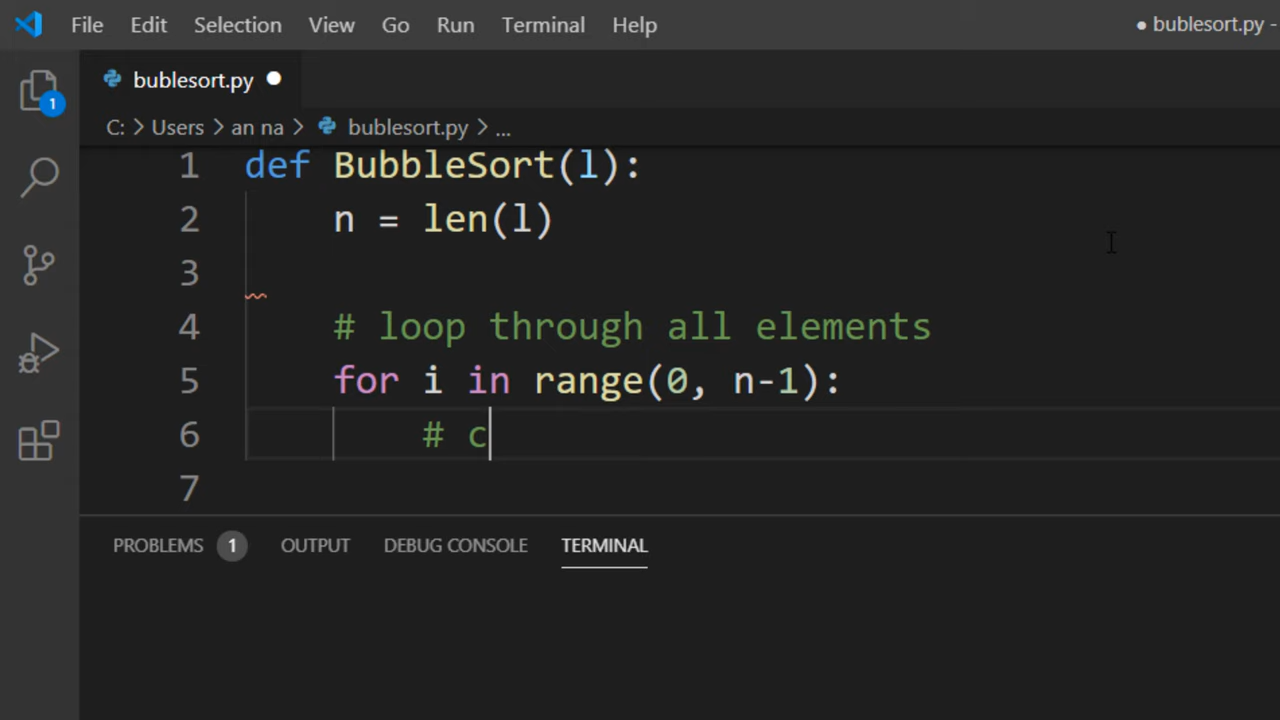 File Edit Selection View Go Run Terminal Help ● bublesort.py -
bublesort.py ●
1
C: > Users > an na > bublesort.py > ...
1 def BubbleSort(l):
2 n = len(l)
3
4 # loop through all elements
5 for i in range(0, n-1):
6 # c
7
PROBLEMS 1 OUTPUT DEBUG CONSOLE TERMINAL